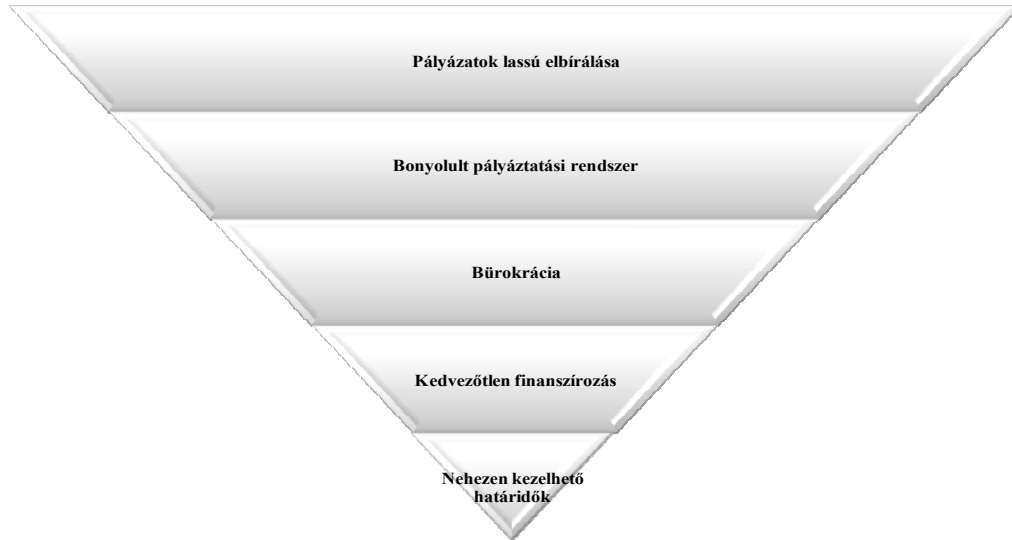 Pályázatok lassú elbírálása
Bonyolult pályáztatási rendszer
Bürokrácia
Kedvezőtlen finanszírozás
Nehezen kezelhető
határidők